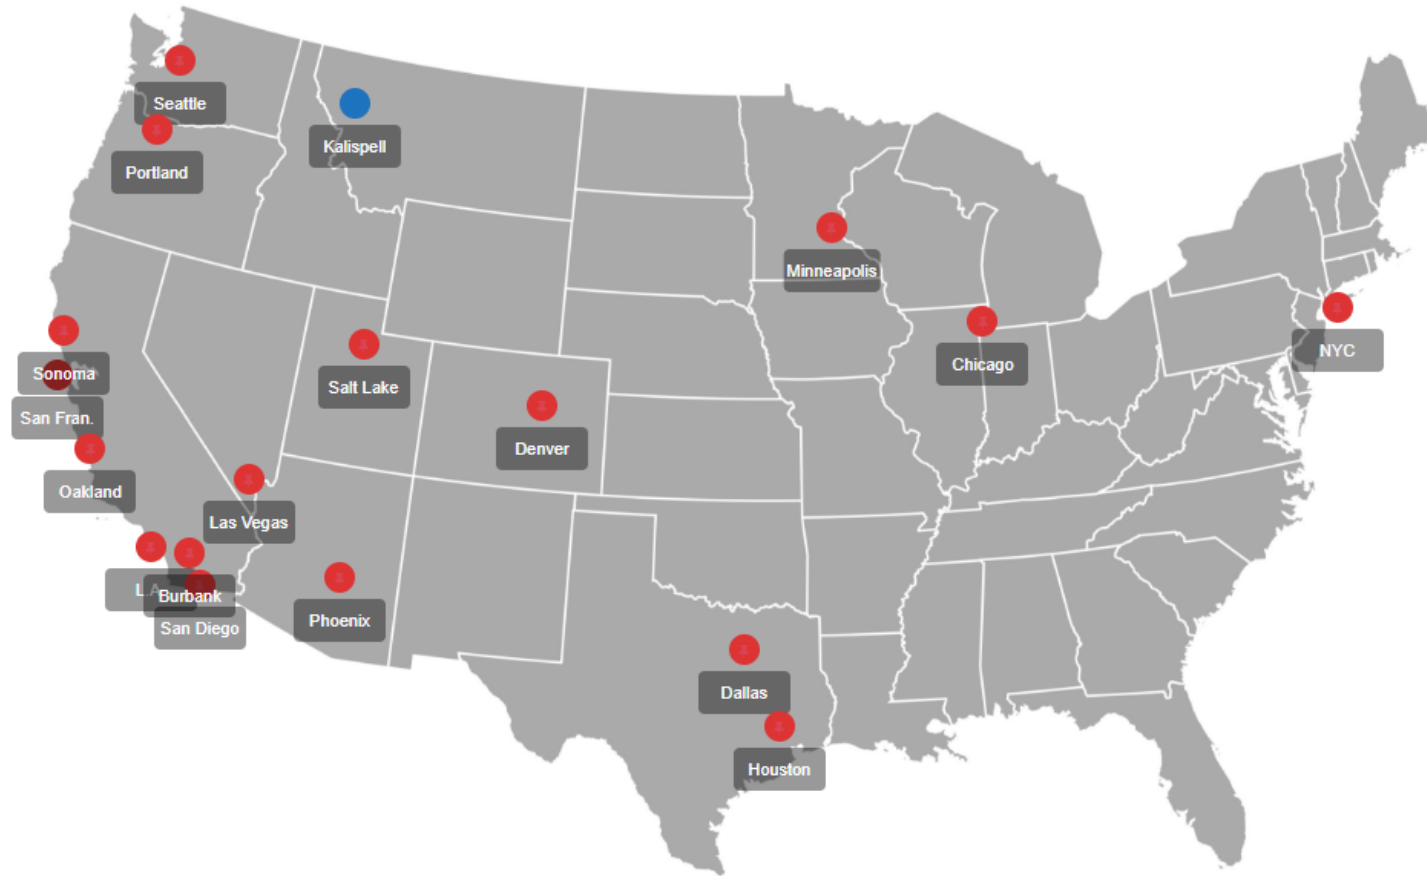 Seattle
Kalispell
Portland
Minneapolis
NYC
Chicago
Sonoma
Salt Lake
San Fran.
Denver
Oakland
Las Vegas
L.A.
Burbank
Phoenix
San Diego
Dallas
Houston